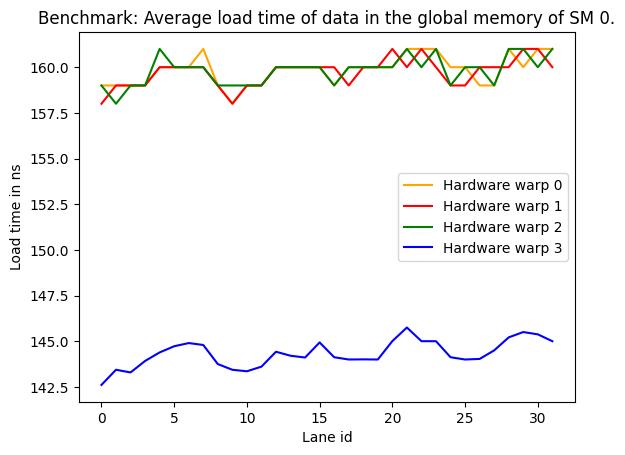 Benchmark: Average load time of data in the global memory of SM 0.
160.0
157.5
155.0
152.5
150.0
147.5
145.0
142.5
Load time in ns
Hardware warp 0
Hardware warp 1
Hardware warp 2
Hardware warp 3
0
5
10
15
20
25
30
Lane id